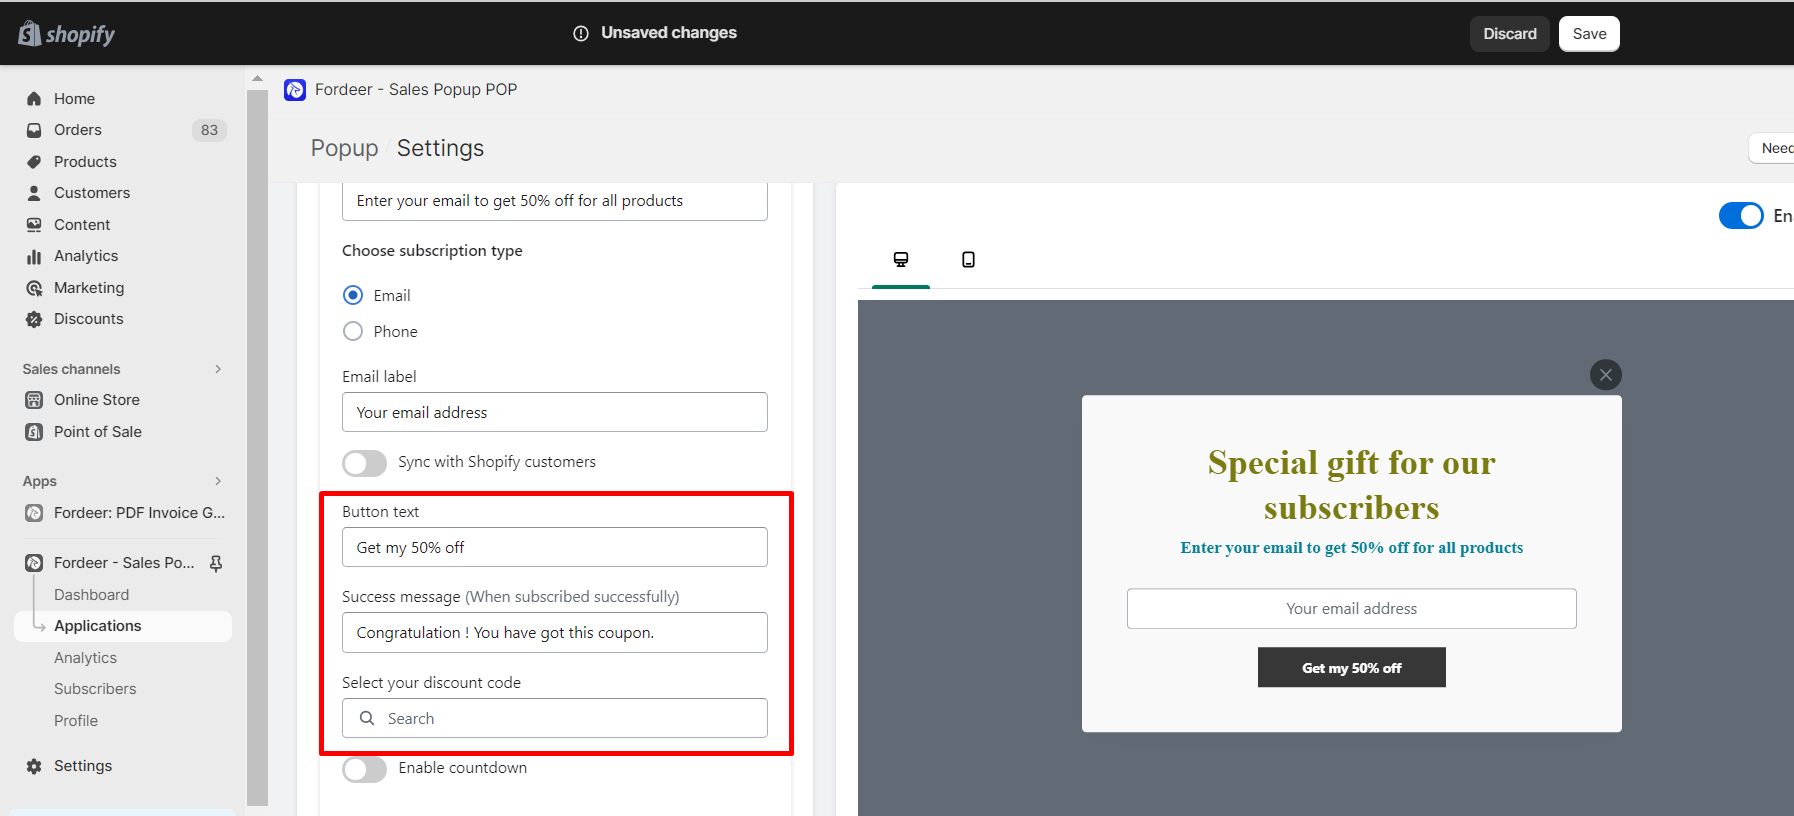 shopify
Unsaved changes
Discard
Save
Home
Orders 83
Products
Customers
Content
Analytics
Marketing
Discounts
Sales channels
Online Store
Point of Sale
Apps
Fordeer: PDF Invoice G...
Fordeer - Sales Po...
Dashboard
Applications
Analytics
Subscribers
Profile
Settings
Fordeer - Sales Popup POP
Popup / Settings
Need
Enter your email to get 50% off for all products
Choose subscription type
Email
Phone
Email label
Your email address
Sync with Shopify customers
Button text
Get my 50% off
Success message (When subscribed successfully)
Congratulation ! You have got this coupon.
Select your discount code
Search
Enable countdown
En
Special gift for our
subscribers
Enter your email to get 50% off for all products
Your email address
Get my 50% off